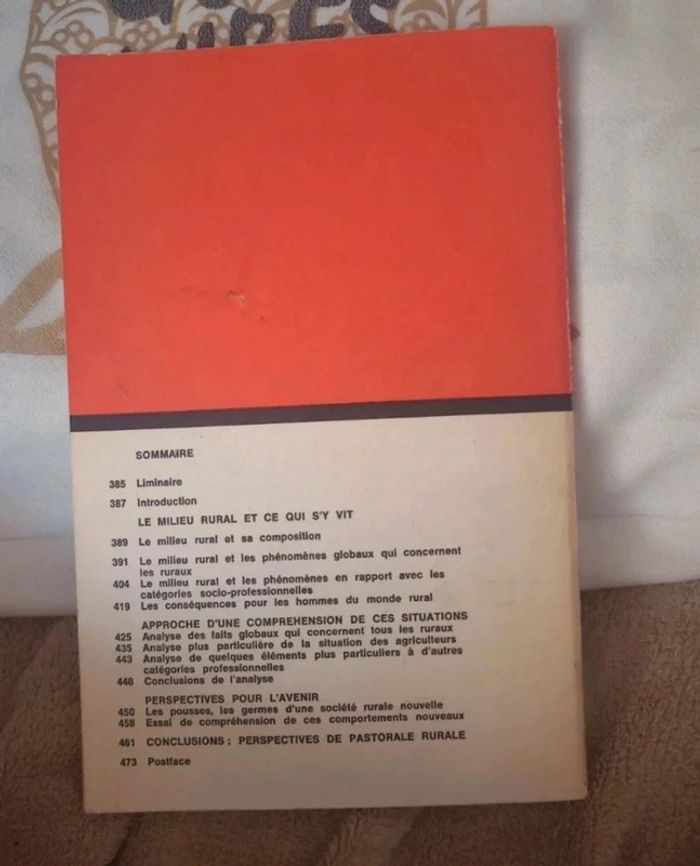 SOMMAIRE
385 Liminaire
387 Introduction
LE MILIEU RURAL ET CE QUI S'Y VIT
389 Le milieu rural et sa composition
391 Le milieu rural et les phénomènes globaux qui concernent
les ruraux
404 Le milieu rural et les phénomènes en rapport avec les
catégories socio-professionnelles
419 Les conséquences pour les hommes du monde rural
APPROCHE D'UNE COMPREHENSION DE CES SITUATIONS
425 Analyse des faits globaux qui concernent tous les ruraux
435 Analyse plus particulière de la situation des agriculteurs
443 Analyse de quelques éléments plus particuliers à d'autres
catégories professionnelles
448 Conclusions de l'analyse
PERSPECTIVES POUR L'AVENIR
450 Les pousses, les germes d'une société rurale nouvelle
458 Essai de compréhension de ces comportements nouveaux
461 CONCLUSIONS : PERSPECTIVES DE PASTORALE RURALE
473 Postface